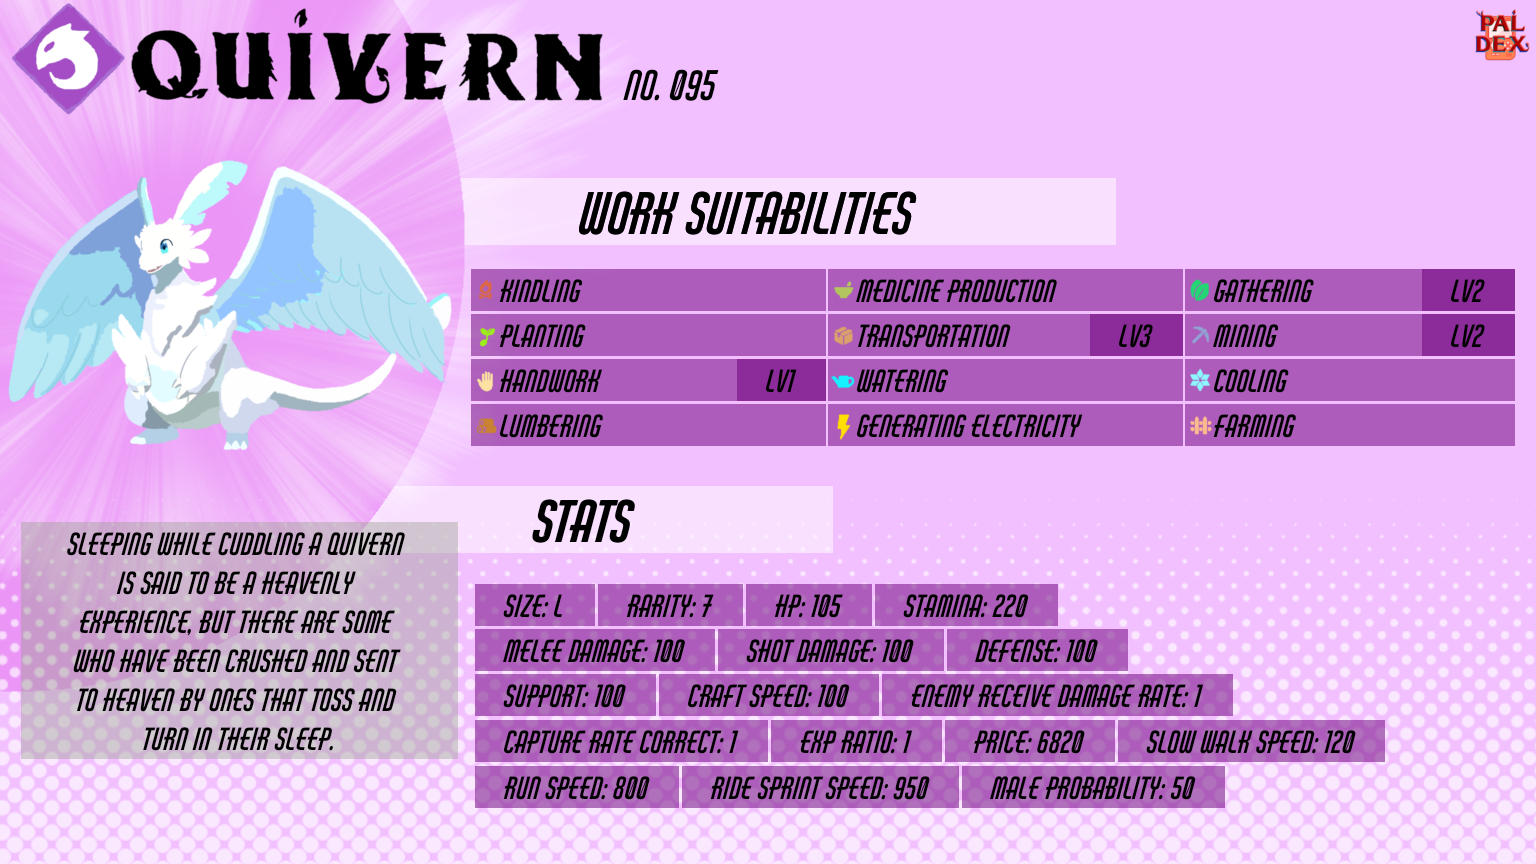 QUIVERN NO. 095
PAL
DEX
WORK SUITABILITIES
KINDLING MEDICINE PRODUCTION GATHERING LV2
PLANTING TRANSPORTATION LV3 MINING LV2
HANDWORK LV1 WATERING COOLING
LUMBERING GENERATING ELECTRICITY FARMING
SLEEPING WHILE CUDDLING A QUIVERN
IS SAID TO BE A HEAVENLY
EXPERIENCE, BUT THERE ARE SOME
WHO HAVE BEEN CRUSHED AND SENT
TO HEAVEN BY ONES THAT TOSS AND
TURN IN THEIR SLEEP.
STATS
SIZE: L RARITY: 7 HP: 105 STAMINA: 220
MELEE DAMAGE: 100 SHOT DAMAGE: 100 DEFENSE: 100
SUPPORT: 100 CRAFT SPEED: 100 ENEMY RECEIVE DAMAGE RATE: 1
CAPTURE RATE CORRECT: 1 EXP RATIO: 1 PRICE: 6820 SLOW WALK SPEED: 120
RUN SPEED: 800 RIDE SPRINT SPEED: 950 MALE PROBABILITY: 50